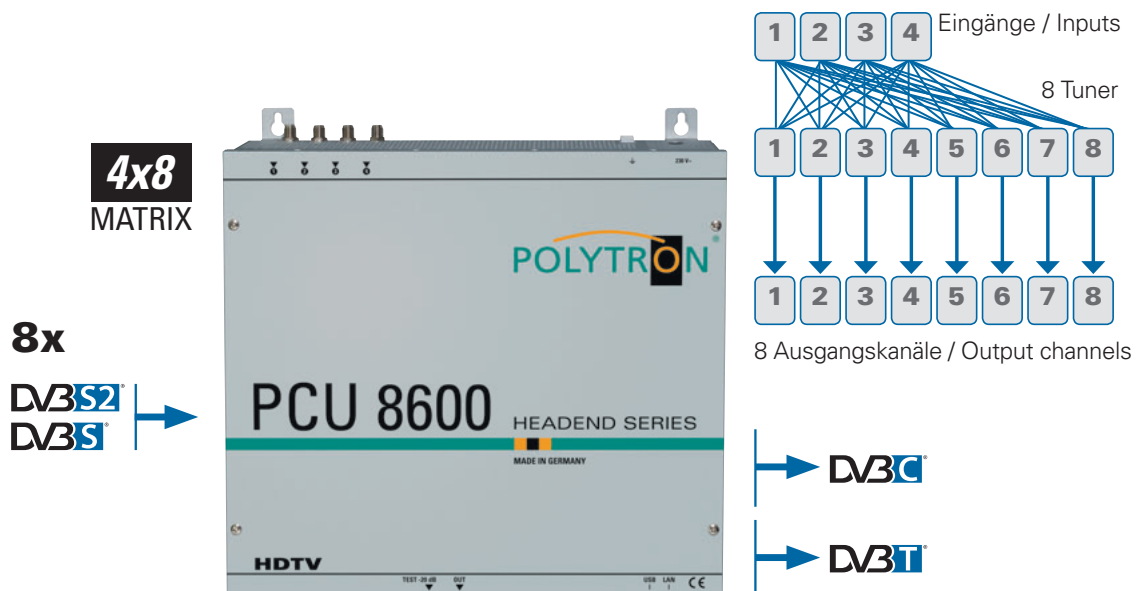 1 2 3 4 Eingänge / Inputs
8 Tuner
1 2 3 4 5 6 7 8
1 2 3 4 5 6 7 8
8 Ausgangskanäle / Output channels
4x8
MATRIX
8x
DVB S2®
DVB S®
230 V~
POLYTRON®
PCU 8600 HEADEND SERIES
MADE IN GERMANY
HDTV
TEST -20 dB OUT
USB LAN CE
DVB C®
DVB T®